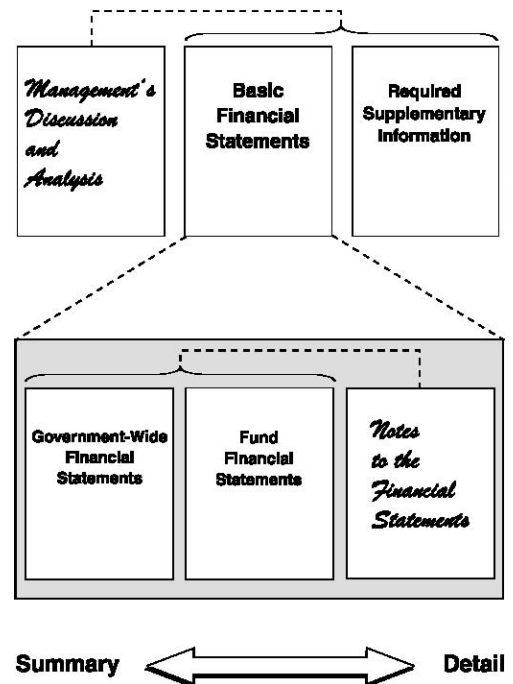 Management's
Discussion
and
Analysis
Basic
Financial
Statements
Required
Supplementary
Information
Government-Wide
Financial
Statements
Fund
Financial
Statements
Notes
to the
Financial
Statements
Summary
Detail